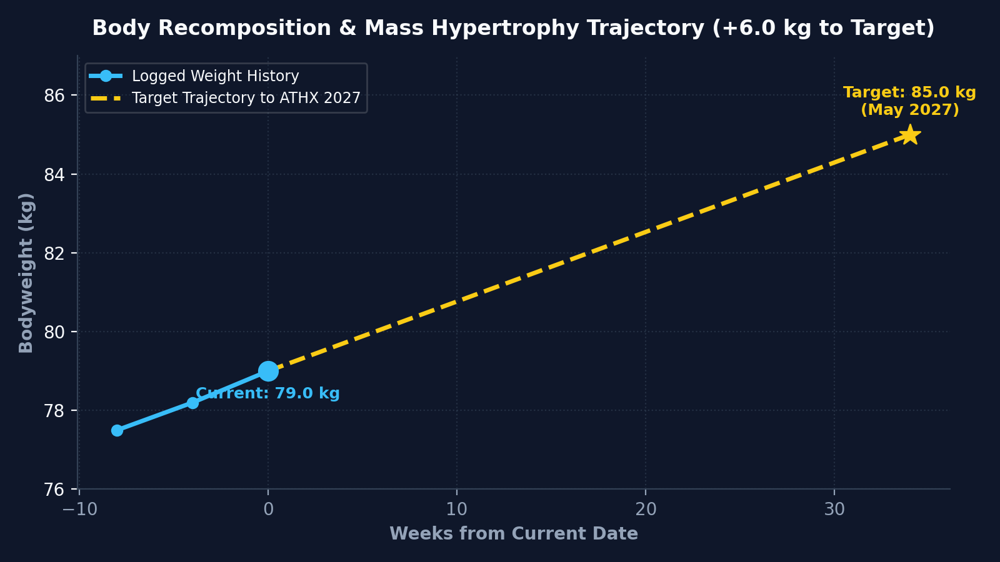 Body Recomposition & Mass Hypertrophy Trajectory (+6.0 kg to Target)
Logged Weight History
Target Trajectory to ATHX 2027
Target: 85.0 kg
(May 2027)
Current: 79.0 kg
Bodyweight (kg)
86
84
82
80
78
76
−10
0
10
20
30
Weeks from Current Date